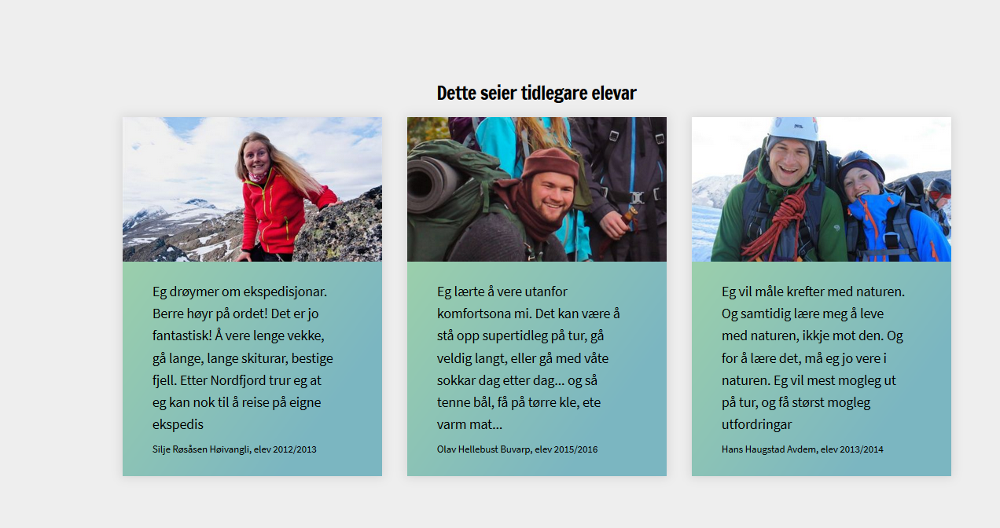 Dette seier tidlegare elevar
PETZL
Eg drøymer om ekspedisjonar.
Berre høyr på ordet! Det er jo
fantastisk! Å vere lenge vekke,
gå lange, lange skiturar, bestige
fjell. Etter Nordfjord trur eg at
eg kan nok til å reise på eigne
ekspedis
Silje Røsåsen Høivangli, elev 2012/2013
Eg lærte å vere utanfor
komfortsona mi. Det kan være å
stå opp supertidleg på tur, gå
veldig langt, eller gå med våte
sokkar dag etter dag... og så
tenne bål, få på tørre kle, ete
varm mat...
Olav Hellebust Buvarp, elev 2015/2016
Eg vil måle krefter med naturen.
Og samtidig lære meg å leve
med naturen, ikkje mot den. Og
for å lære det, må eg jo vere i
naturen. Eg vil mest mogleg ut
på tur, og få størst mogleg
utfordringar
Hans Haugstad Avdem, elev 2013/2014